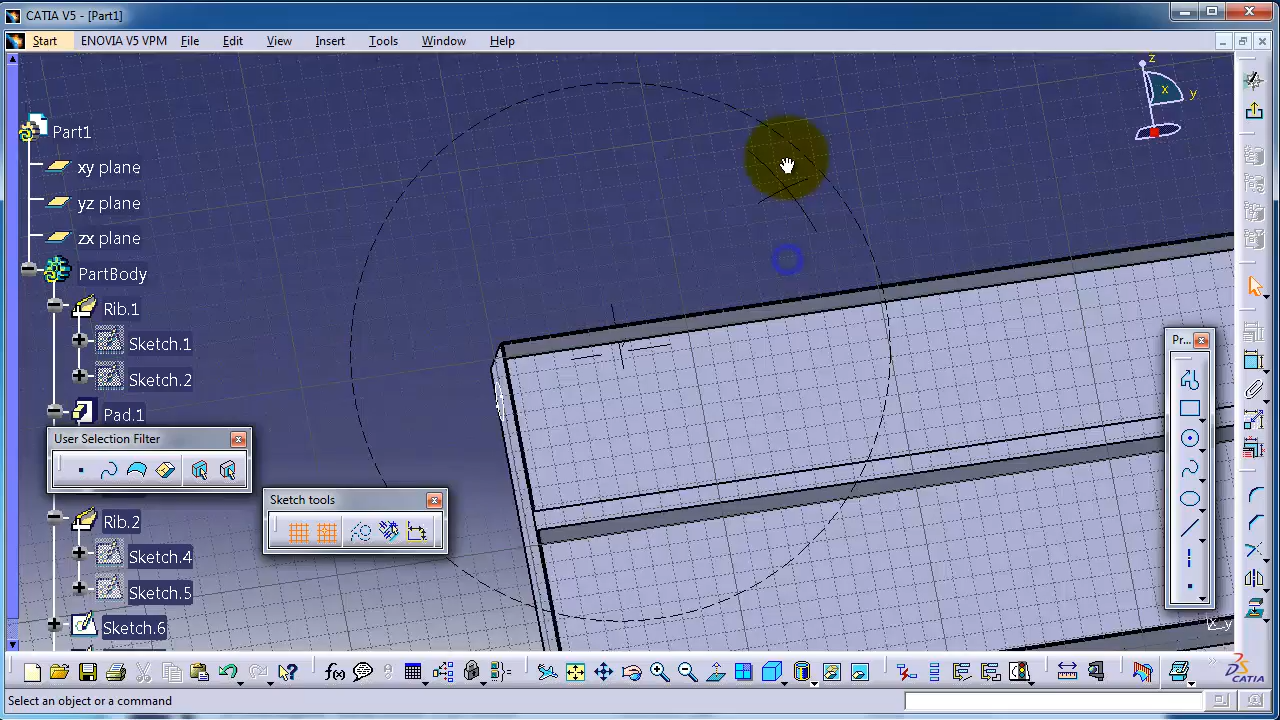 CATIA V5 - [Part1]
Start ENOVIA V5 VPM File Edit View Insert Tools Window Help
z
x
y
Part1
xy plane
yz plane
zx plane
PartBody
Rib.1
Sketch.1
Sketch.2
Pad.1
User Selection Filter
Sketch tools
Rib.2
Sketch.4
Sketch.5
Sketch.6
Pr...
f(x)
CATIA
Select an object or a command